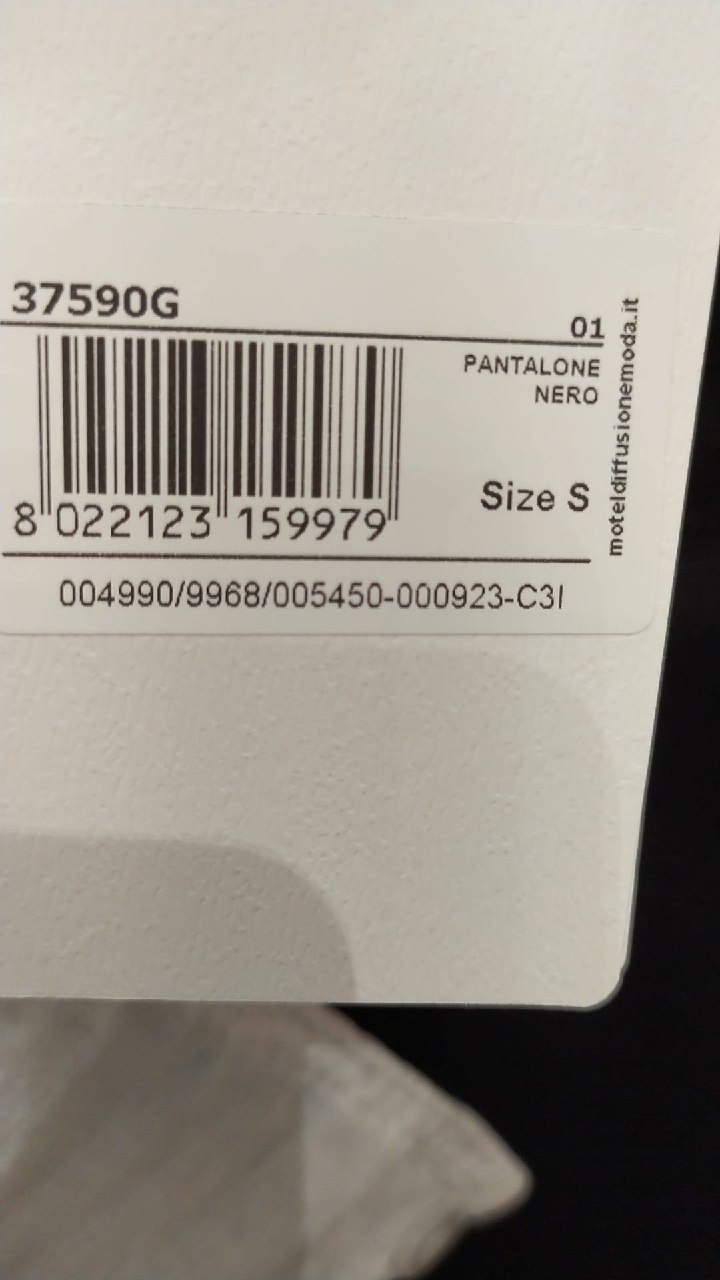 37590G
01
PANTALONE
NERO
Size S
8 022123 159979
004990/9968/005450-000923-C3I
moteldiffusionemoda.it